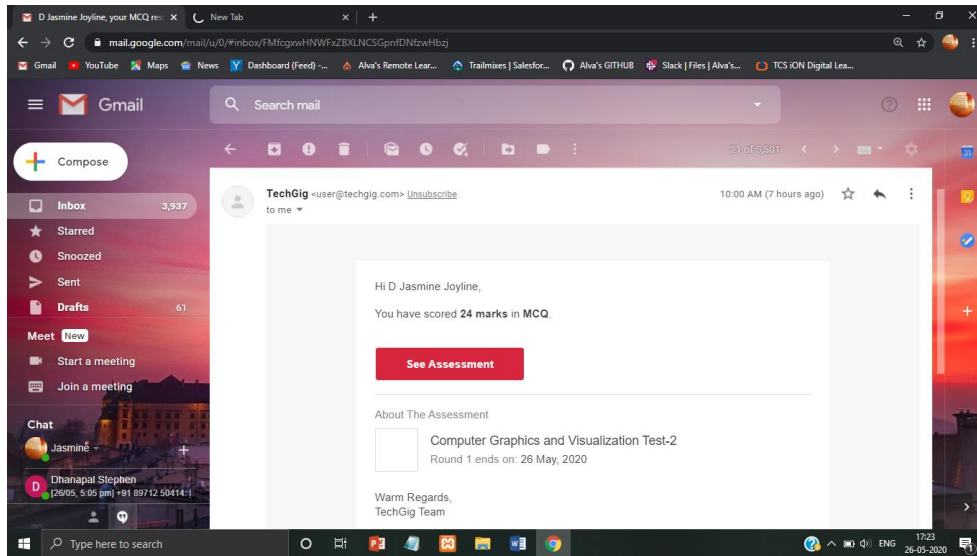 D Jasmine Joyline, your MCQ res
New Tab
mail.google.com/mail/u/0/#inbox/FMfcgxwHNWFxZBXLNCSGpnfDNfzwHbzj
Gmail YouTube Maps News Dashboard (Feed) -... Alva's Remote Lear... Trailmixes | Salesfor... Alva's GITHUB Slack | Files | Alva's... TCS iON Digital Lea...
Gmail
Search mail
Compose
21 of 5,501
31
Inbox 3,937
Starred
Snoozed
Sent
Drafts 61
Meet New
Start a meeting
Join a meeting
Chat
Jasmine
D
Dhanapal Stephen
[26/05, 5:05 pm] +91 89712 50414:
TechGig <user@techgig.com> Unsubscribe
10:00 AM (7 hours ago)
to me
Hi D Jasmine Joyline,
You have scored 24 marks in MCQ.
See Assessment
About The Assessment
Computer Graphics and Visualization Test-2
Round 1 ends on: 26 May, 2020
Warm Regards,
TechGig Team
Type here to search
ENG
17:23
26-05-2020